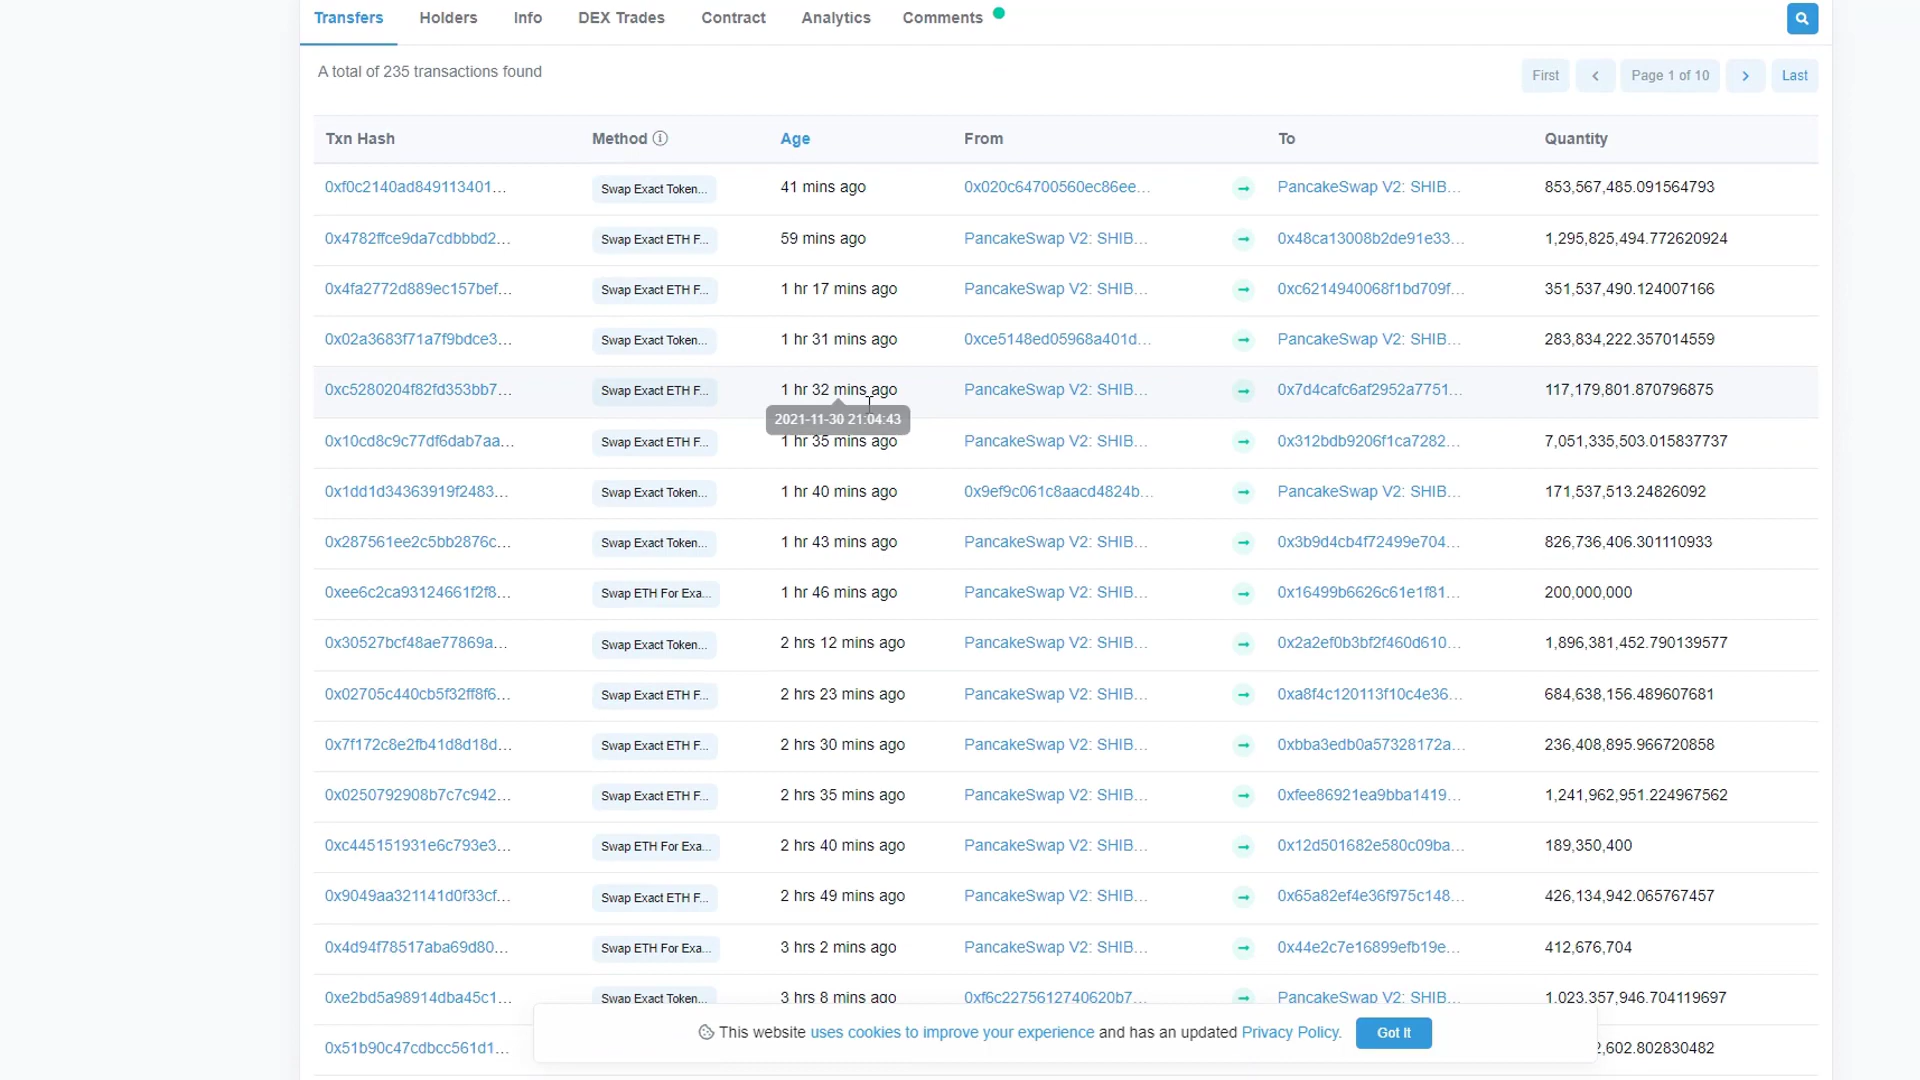 Transfers Holders Info DEX Trades Contract Analytics Comments
A total of 235 transactions found First Page 1 of 10 Last
Txn Hash Method Age From To Quantity
0xf0c2140ad849113401... Swap Exact Token... 41 mins ago 0x020c64700560ec86ee... PancakeSwap V2: SHIB... 853,567,485.091564793
0x4782ffce9da7cdbbbd2... Swap Exact ETH F... 59 mins ago PancakeSwap V2: SHIB... 0x48ca13008b2de91e33... 1,295,825,494.772620924
0x4fa2772d889ec157bef... Swap Exact ETH F... 1 hr 17 mins ago PancakeSwap V2: SHIB... 0xc6214940068f1bd709f... 351,537,490.124007166
0x02a3683f71a7f9bdce3... Swap Exact Token... 1 hr 31 mins ago 0xce5148ed05968a401d... PancakeSwap V2: SHIB... 283,834,222.357014559
0xc5280204f82fd353bb7... Swap Exact ETH F... 1 hr 32 mins ago PancakeSwap V2: SHIB... 0x7d4cafc6af2952a7751... 117,179,801.870796875
2021-11-30 21:04:43
0x10cd8c9c77df6dab7aa... Swap Exact ETH F... 1 hr 35 mins ago PancakeSwap V2: SHIB... 0x312bdb9206f1ca7282... 7,051,335,503.015837737
0x1dd1d34363919f2483... Swap Exact Token... 1 hr 40 mins ago 0x9ef9c061c8aacd4824b... PancakeSwap V2: SHIB... 171,537,513.24826092
0x287561ee2c5bb2876c... Swap Exact Token... 1 hr 43 mins ago PancakeSwap V2: SHIB... 0x3b9d4cb4f72499e704... 826,736,406.301110933
0xee6c2ca93124661f2f8... Swap ETH For Exa... 1 hr 46 mins ago PancakeSwap V2: SHIB... 0x16499b6626c61e1f81... 200,000,000
0x30527bcf48ae77869a... Swap Exact Token... 2 hrs 12 mins ago PancakeSwap V2: SHIB... 0x2a2ef0b3bf2f460d610... 1,896,381,452.790139577
0x02705c440cb5f32ff8f6... Swap Exact ETH F... 2 hrs 23 mins ago PancakeSwap V2: SHIB... 0xa8f4c120113f10c4e36... 684,638,156.489607681
0x7f172c8e2fb41d8d18d... Swap Exact ETH F... 2 hrs 30 mins ago PancakeSwap V2: SHIB... 0xbba3edb0a57328172a... 236,408,895.966720858
0x0250792908b7c7c942... Swap Exact ETH F... 2 hrs 35 mins ago PancakeSwap V2: SHIB... 0xfee86921ea9bba1419... 1,241,962,951.224967562
0xc445151931e6c793e3... Swap ETH For Exa... 2 hrs 40 mins ago PancakeSwap V2: SHIB... 0x12d501682e580c09ba... 189,350,400
0x9049aa321141d0f33cf... Swap Exact ETH F... 2 hrs 49 mins ago PancakeSwap V2: SHIB... 0x65a82ef4e36f975c148... 426,134,942.065767457
0x4d94f78517aba69d80... Swap ETH For Exa... 3 hrs 2 mins ago PancakeSwap V2: SHIB... 0x44e2c7e16899efb19e... 412,676,704
0xe2bd5a98914dba45c1... Swap Exact Token... 3 hrs 8 mins ago 0xf6c2275612740620b7... PancakeSwap V2: SHIB... 1,023,357,946.704119697
This website uses cookies to improve your experience and has an updated Privacy Policy. Got It
0x51b90c47cdbcc561d1... 2,602.802830482